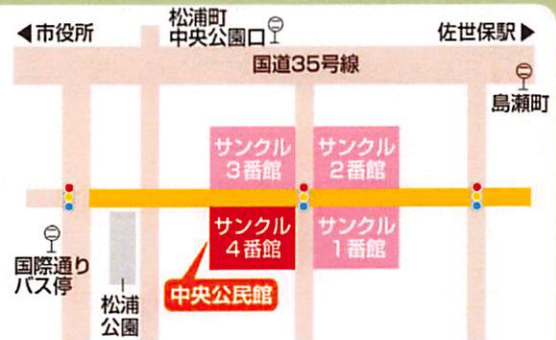 ◀市役所
松浦町
中央公園口
佐世保駅▶
国道35号線
島瀬町
サンクル
3番館
サンクル
2番館
サンクル
4番館
サンクル
1番館
国際通り
バス停
松浦
公園
中央公民館